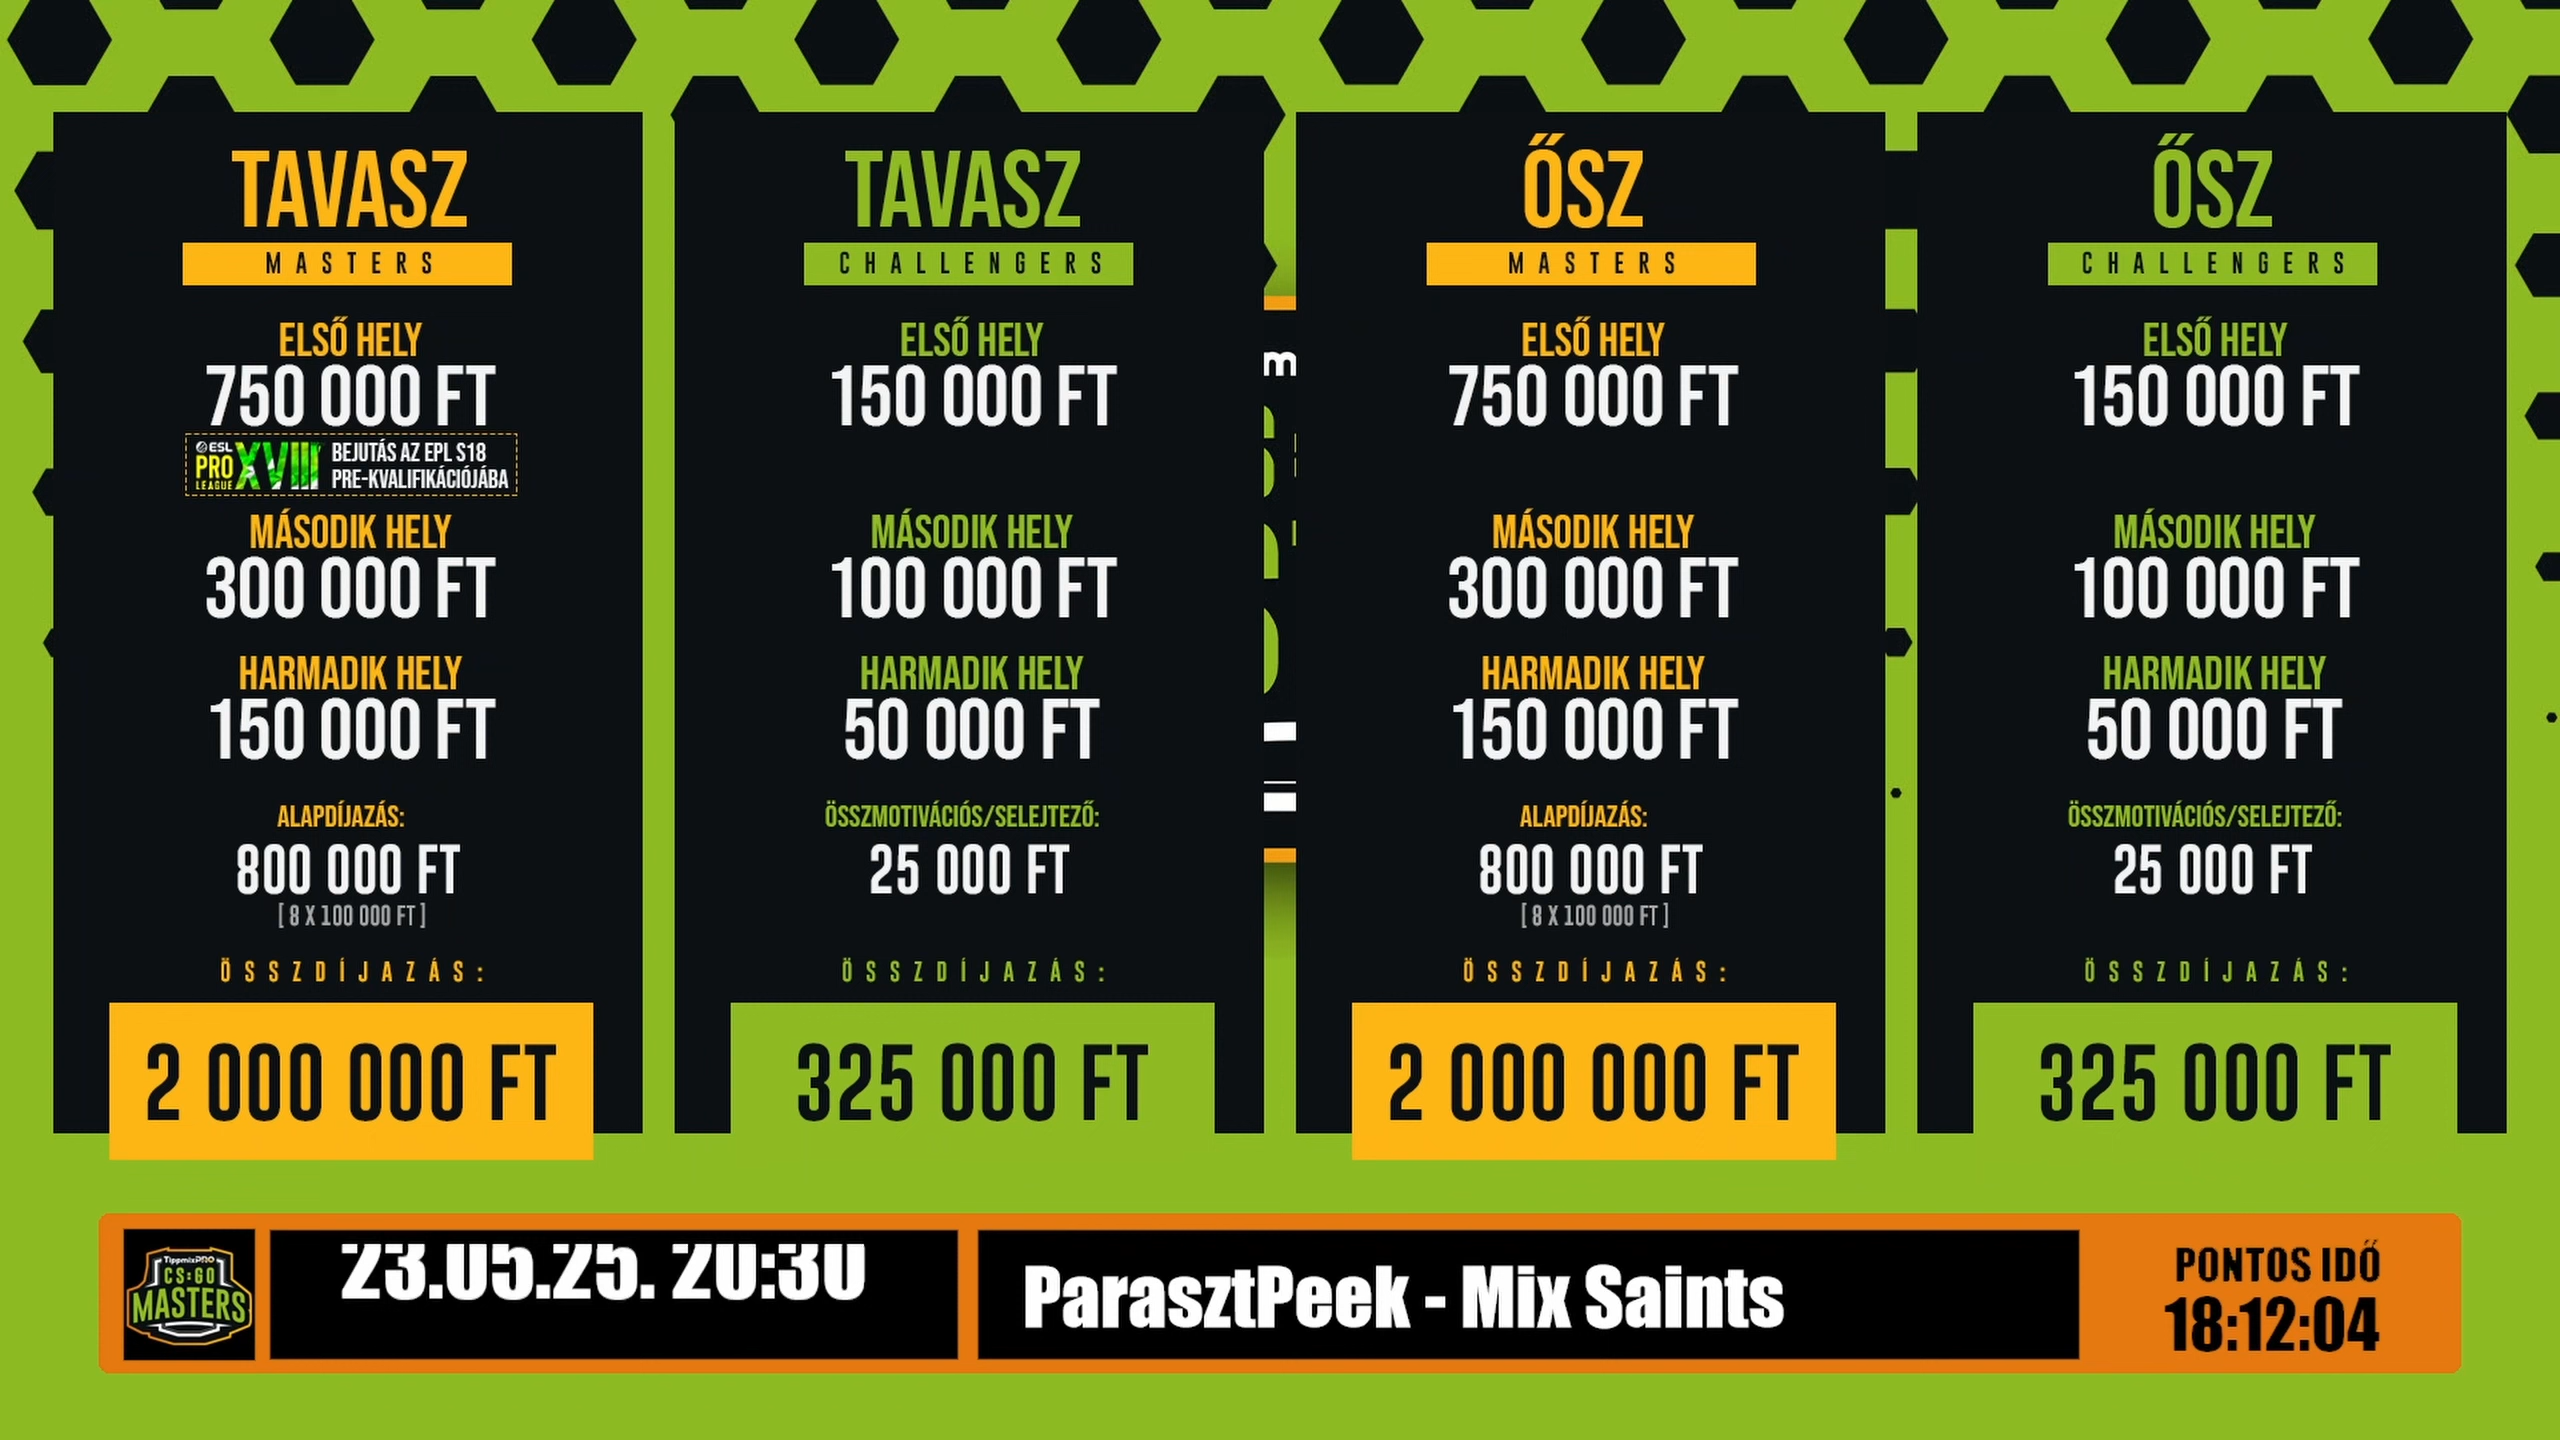 TAVASZ
MASTERS
ELSŐ HELY
750 000 FT
ESL
PRO
LEAGUE
XVIII
BEJUTÁS AZ EPL S18
PRE-KVALIFIKÁCIÓJÁBA
MÁSODIK HELY
300 000 FT
HARMADIK HELY
150 000 FT
ALAPDÍJAZÁS:
800 000 FT
[ 8 X 100 000 FT ]
ÖSSZDÍJAZÁS:
2 000 000 FT
TAVASZ
CHALLENGERS
ELSŐ HELY
150 000 FT
MÁSODIK HELY
100 000 FT
HARMADIK HELY
50 000 FT
ÖSSZMOTIVÁCIÓS/SELEJTEZŐ:
25 000 FT
ÖSSZDÍJAZÁS:
325 000 FT
m
ŐSZ
MASTERS
ELSŐ HELY
750 000 FT
MÁSODIK HELY
300 000 FT
HARMADIK HELY
150 000 FT
ALAPDÍJAZÁS:
800 000 FT
[ 8 X 100 000 FT ]
ÖSSZDÍJAZÁS:
2 000 000 FT
ŐSZ
CHALLENGERS
ELSŐ HELY
150 000 FT
MÁSODIK HELY
100 000 FT
HARMADIK HELY
50 000 FT
ÖSSZMOTIVÁCIÓS/SELEJTEZŐ:
25 000 FT
ÖSSZDÍJAZÁS:
325 000 FT
TippmixPRO
CS:GO
MASTERS
23.05.25. 20:30
ParasztPeek - Mix Saints
PONTOS IDŐ
18:12:04